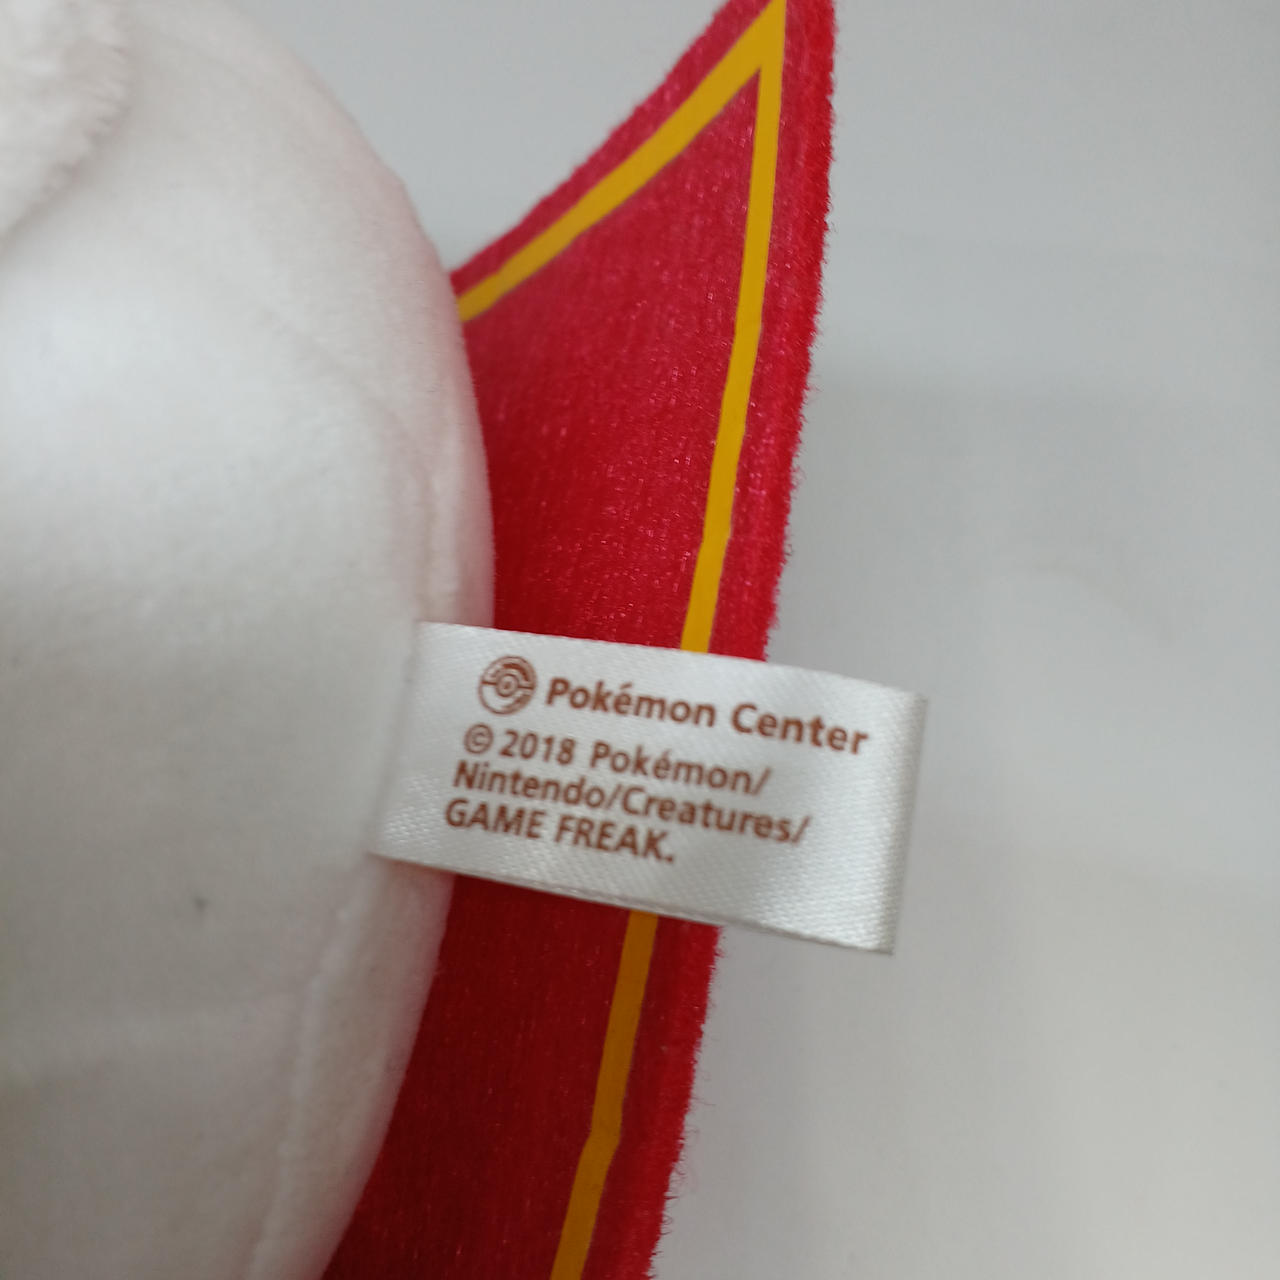 Pokémon Center
© 2018 Pokémon/
Nintendo/Creatures/
GAME FREAK.